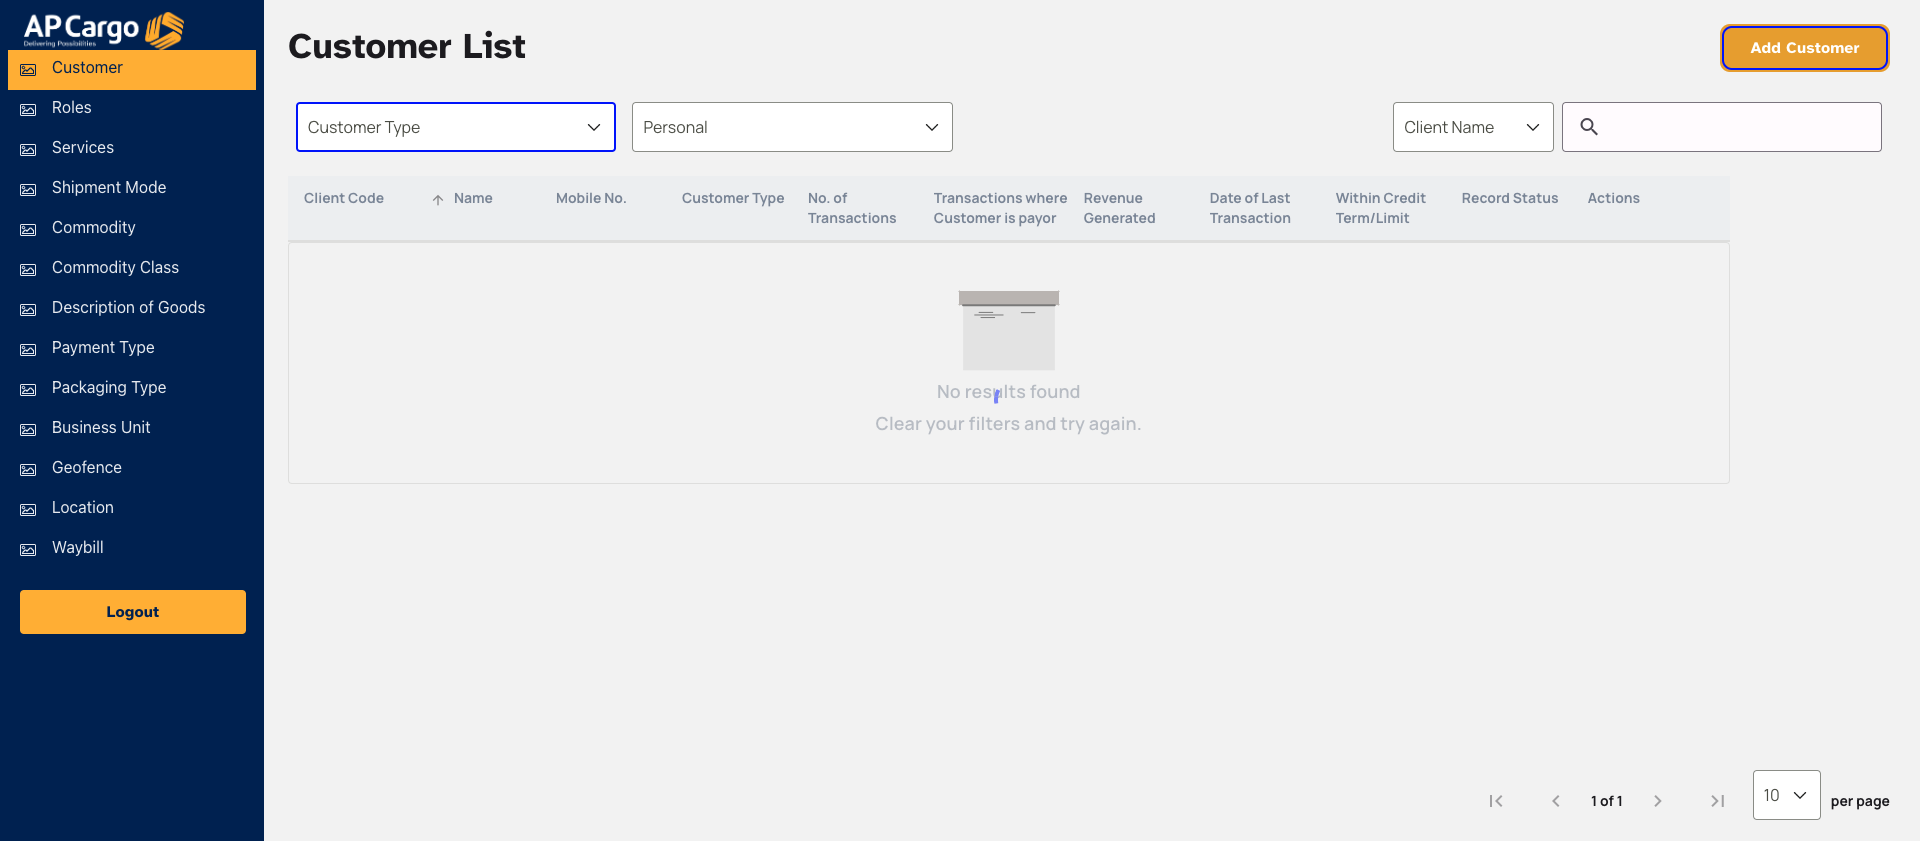 AP Cargo
Delivering Possibilities
Customer
Roles
Services
Shipment Mode
Commodity
Commodity Class
Description of Goods
Payment Type
Packaging Type
Business Unit
Geofence
Location
Waybill
Logout
Customer List
Add Customer
Customer Type
Personal
Client Name
Client Code
Name
Mobile No.
Customer Type
No. of
Transactions
Transactions where
Customer is payor
Revenue
Generated
Date of Last
Transaction
Within Credit
Term/Limit
Record Status
Actions
No results found
Clear your filters and try again.
1 of 1
10
per page